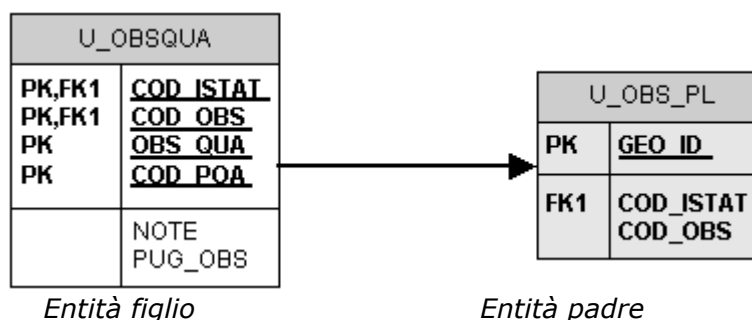 U_OBSQUA
PK,FK1 COD_ISTAT
PK,FK1 COD_OBS
PK OBS_QUA
PK COD_POA
NOTE
PUG_OBS
Entità figlio
U_OBS_PL
PK GEO_ID
FK1 COD_ISTAT
COD_OBS
Entità padre